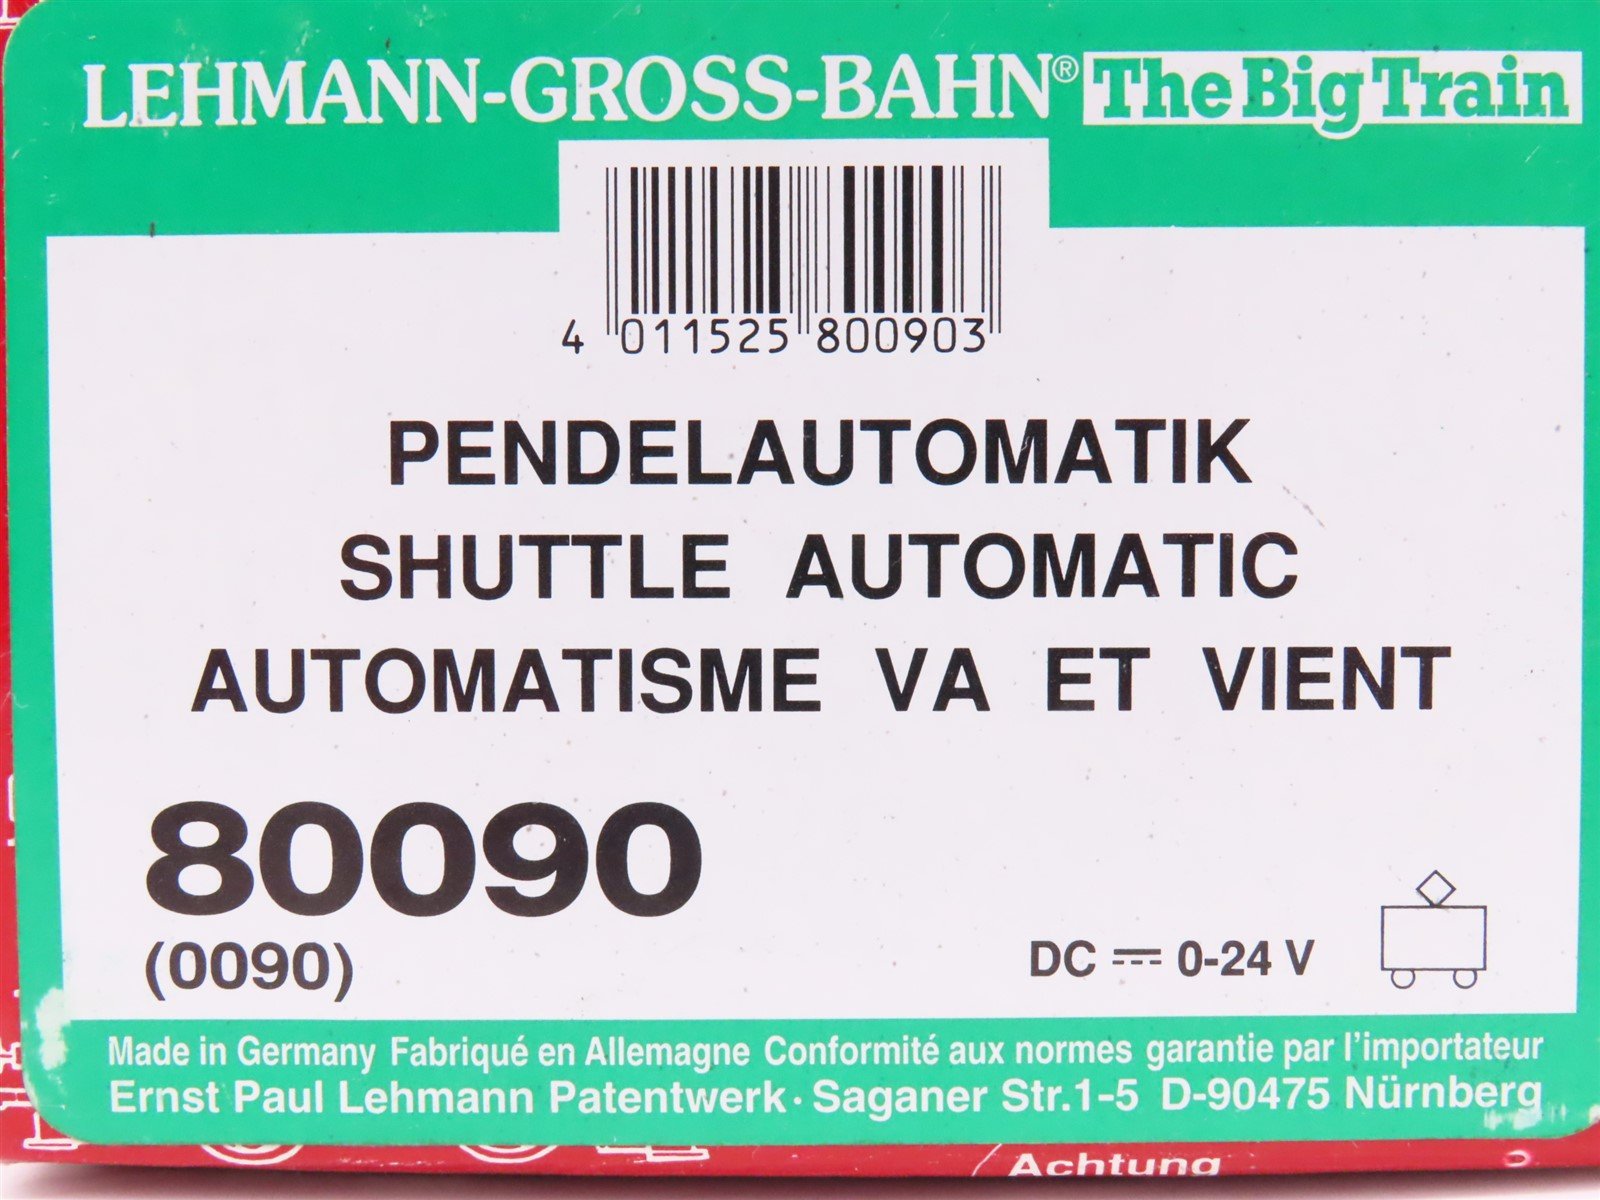 LEHMANN-GROSS-BAHN® The Big Train
4 011525 800903
PENDELAUTOMATIK
SHUTTLE AUTOMATIC
AUTOMATISME VA ET VIENT
80090
(0090)
DC 0-24 V
Made in Germany Fabriqué en Allemagne Conformité aux normes garantie par l'importateur
Ernst Paul Lehmann Patentwerk · Saganer Str.1-5 D-90475 Nürnberg
Achtung